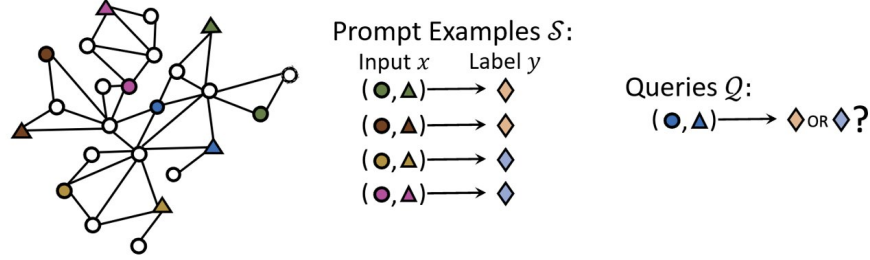 Prompt Examples 𝒮:
Input x Label y
( , )
( , )
( , )
( , )
Queries 𝒬:
( , ) OR ?